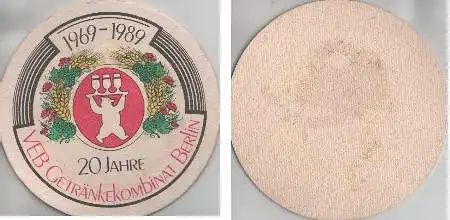 1969-1989
20 JAHRE
VEB GETRÄNKEKOMBINAT BERLIN